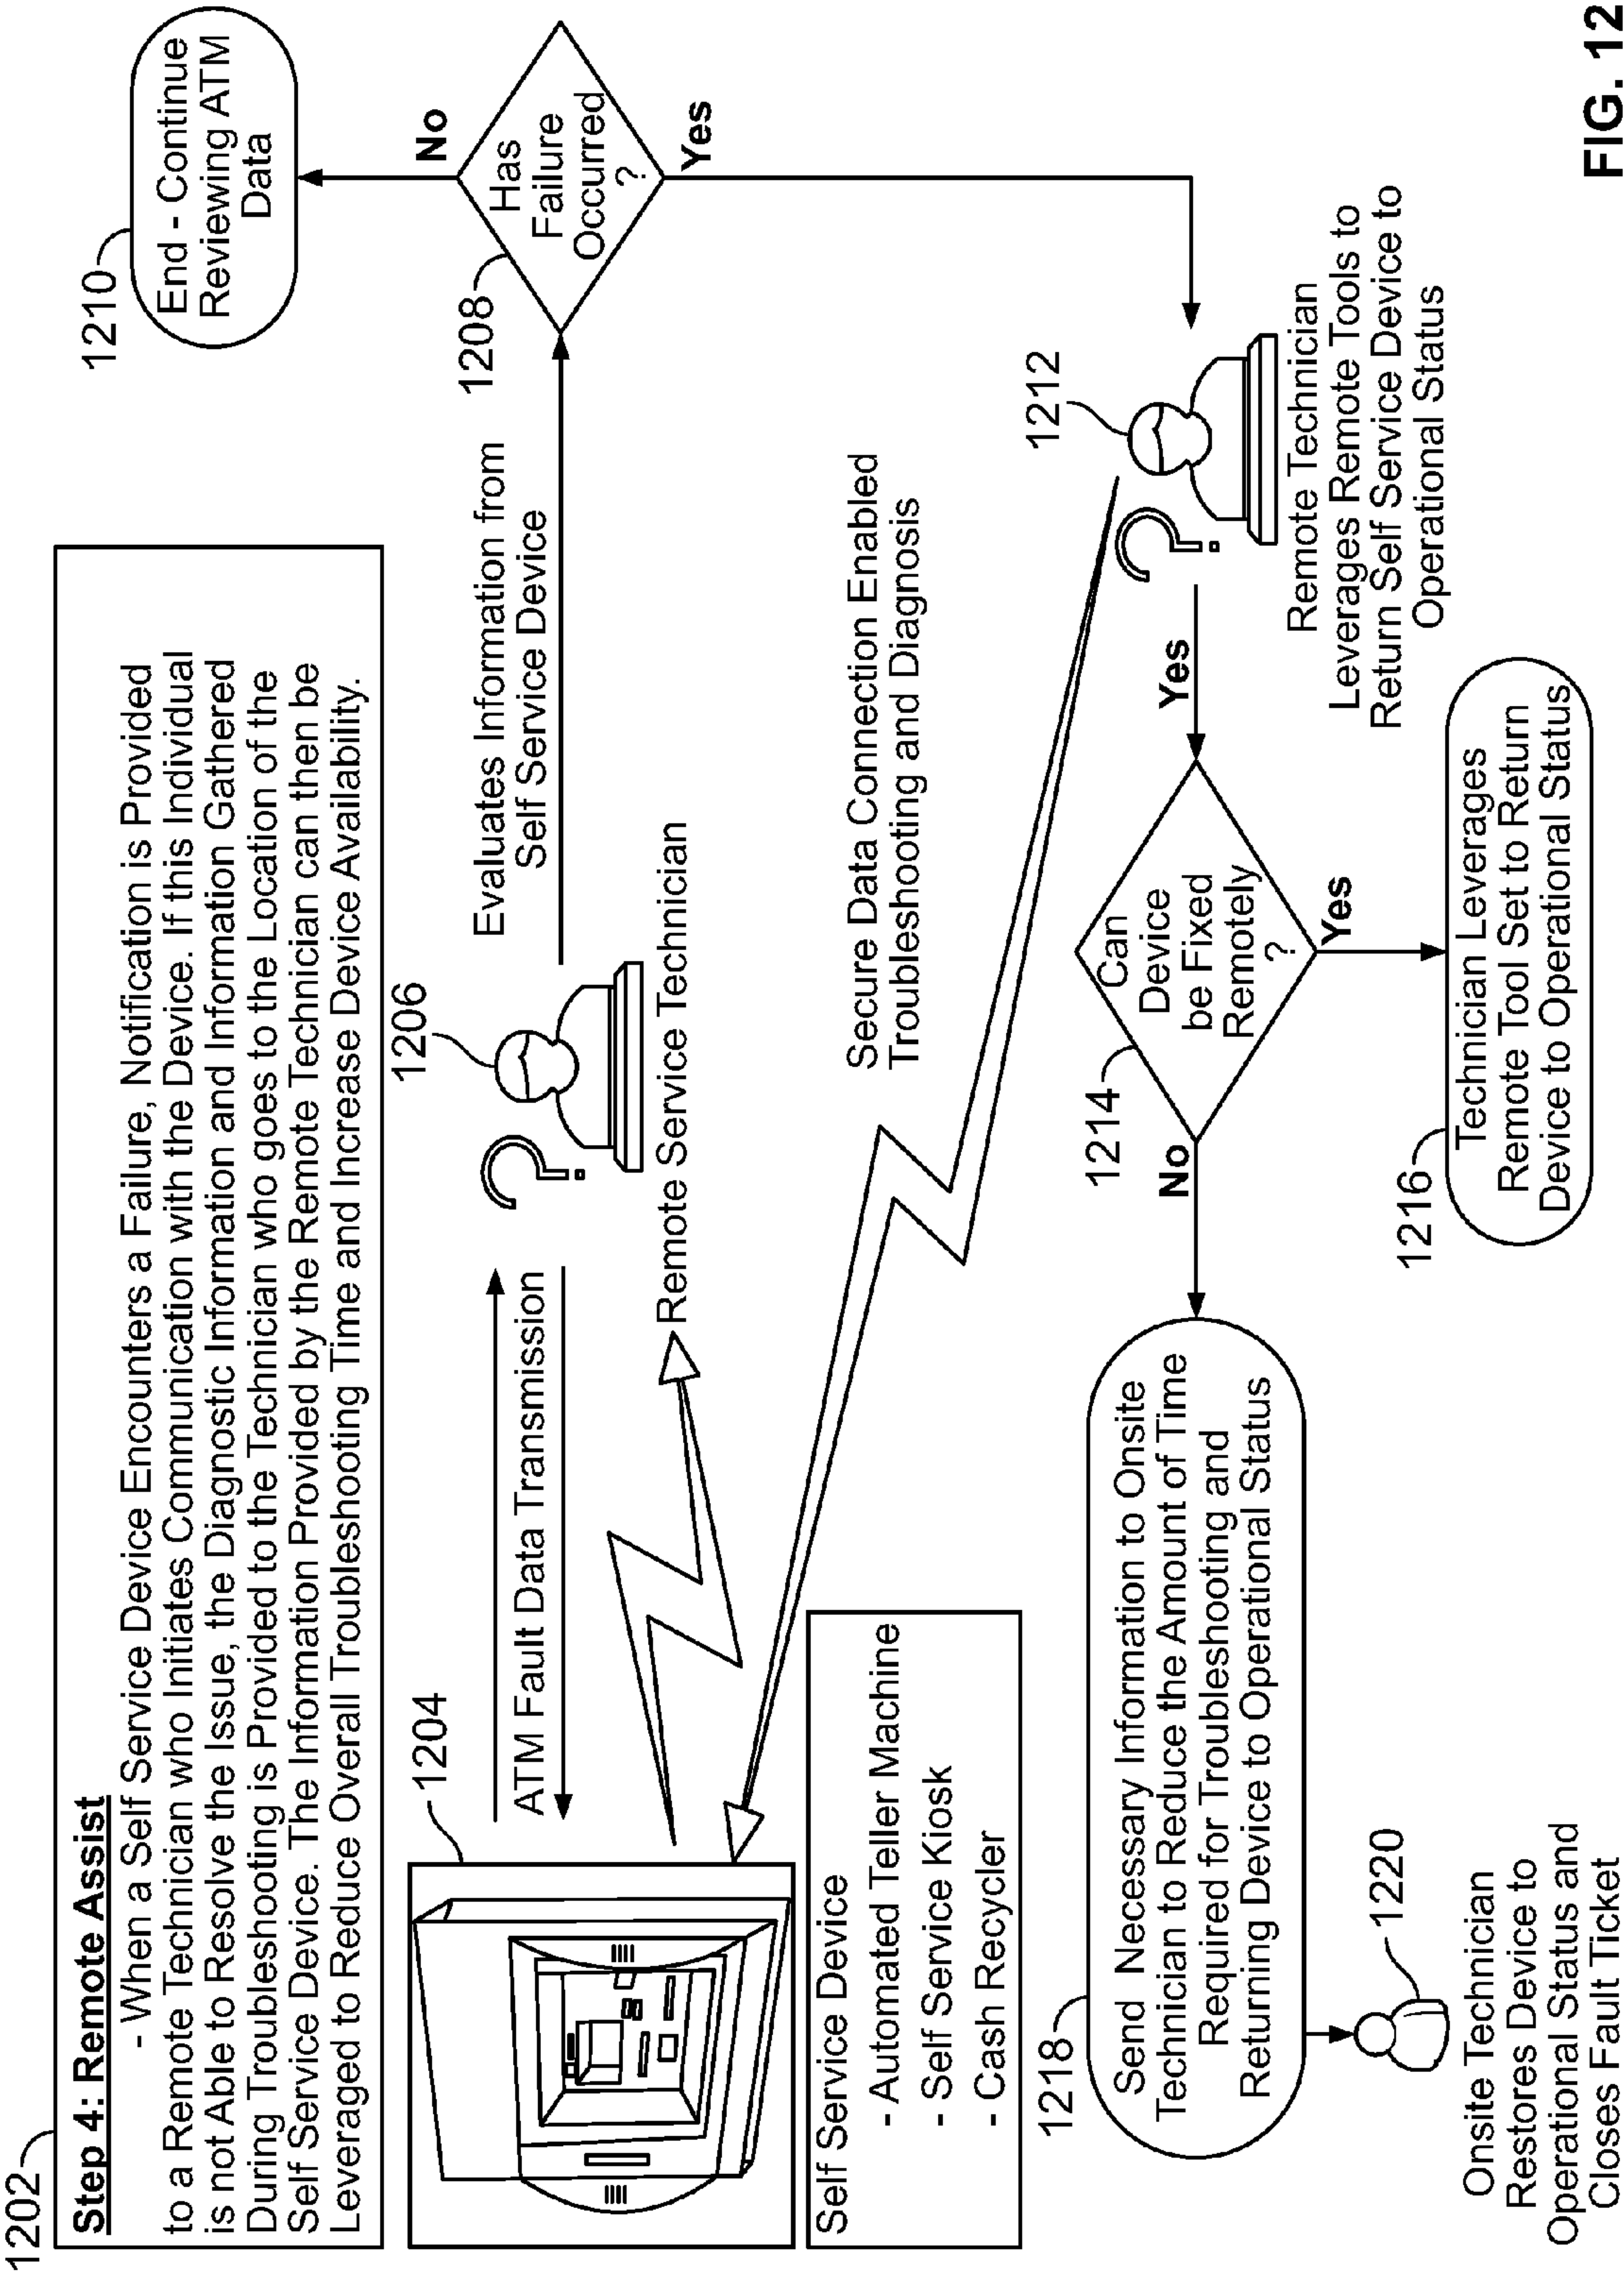 1202
Step 4: Remote Assist
- When a Self Service Device Encounters a Failure, Notification is Provided
to a Remote Technician who Initiates Communication with the Device. If this Individual
is not Able to Resolve the Issue, the Diagnostic Information and Information Gathered
During Troubleshooting is Provided to the Technician who goes to the Location of the
Self Service Device. The Information Provided by the Remote Technician can then be
Leveraged to Reduce Overall Troubleshooting Time and Increase Device Availability.
1204
ATM Fault Data Transmission
1206
Remote Service Technician
Evaluates Information from
Self Service Device
1208
Has
Failure
Occurred
?
No
Yes
1210
End - Continue
Reviewing ATM
Data
Self Service Device
- Automated Teller Machine
- Self Service Kiosk
- Cash Recycler
Secure Data Connection Enabled
Troubleshooting and Diagnosis
1212
Remote Technician
Leverages Remote Tools to
Return Self Service Device to
Operational Status
Yes
1214
Can
Device
be Fixed
Remotely
?
No
Yes
1216
Technician Leverages
Remote Tool Set to Return
Device to Operational Status
1218
Send Necessary Information to Onsite
Technician to Reduce the Amount of Time
Required for Troubleshooting and
Returning Device to Operational Status
1220
Onsite Technician
Restores Device to
Operational Status and
Closes Fault Ticket
FIG. 12